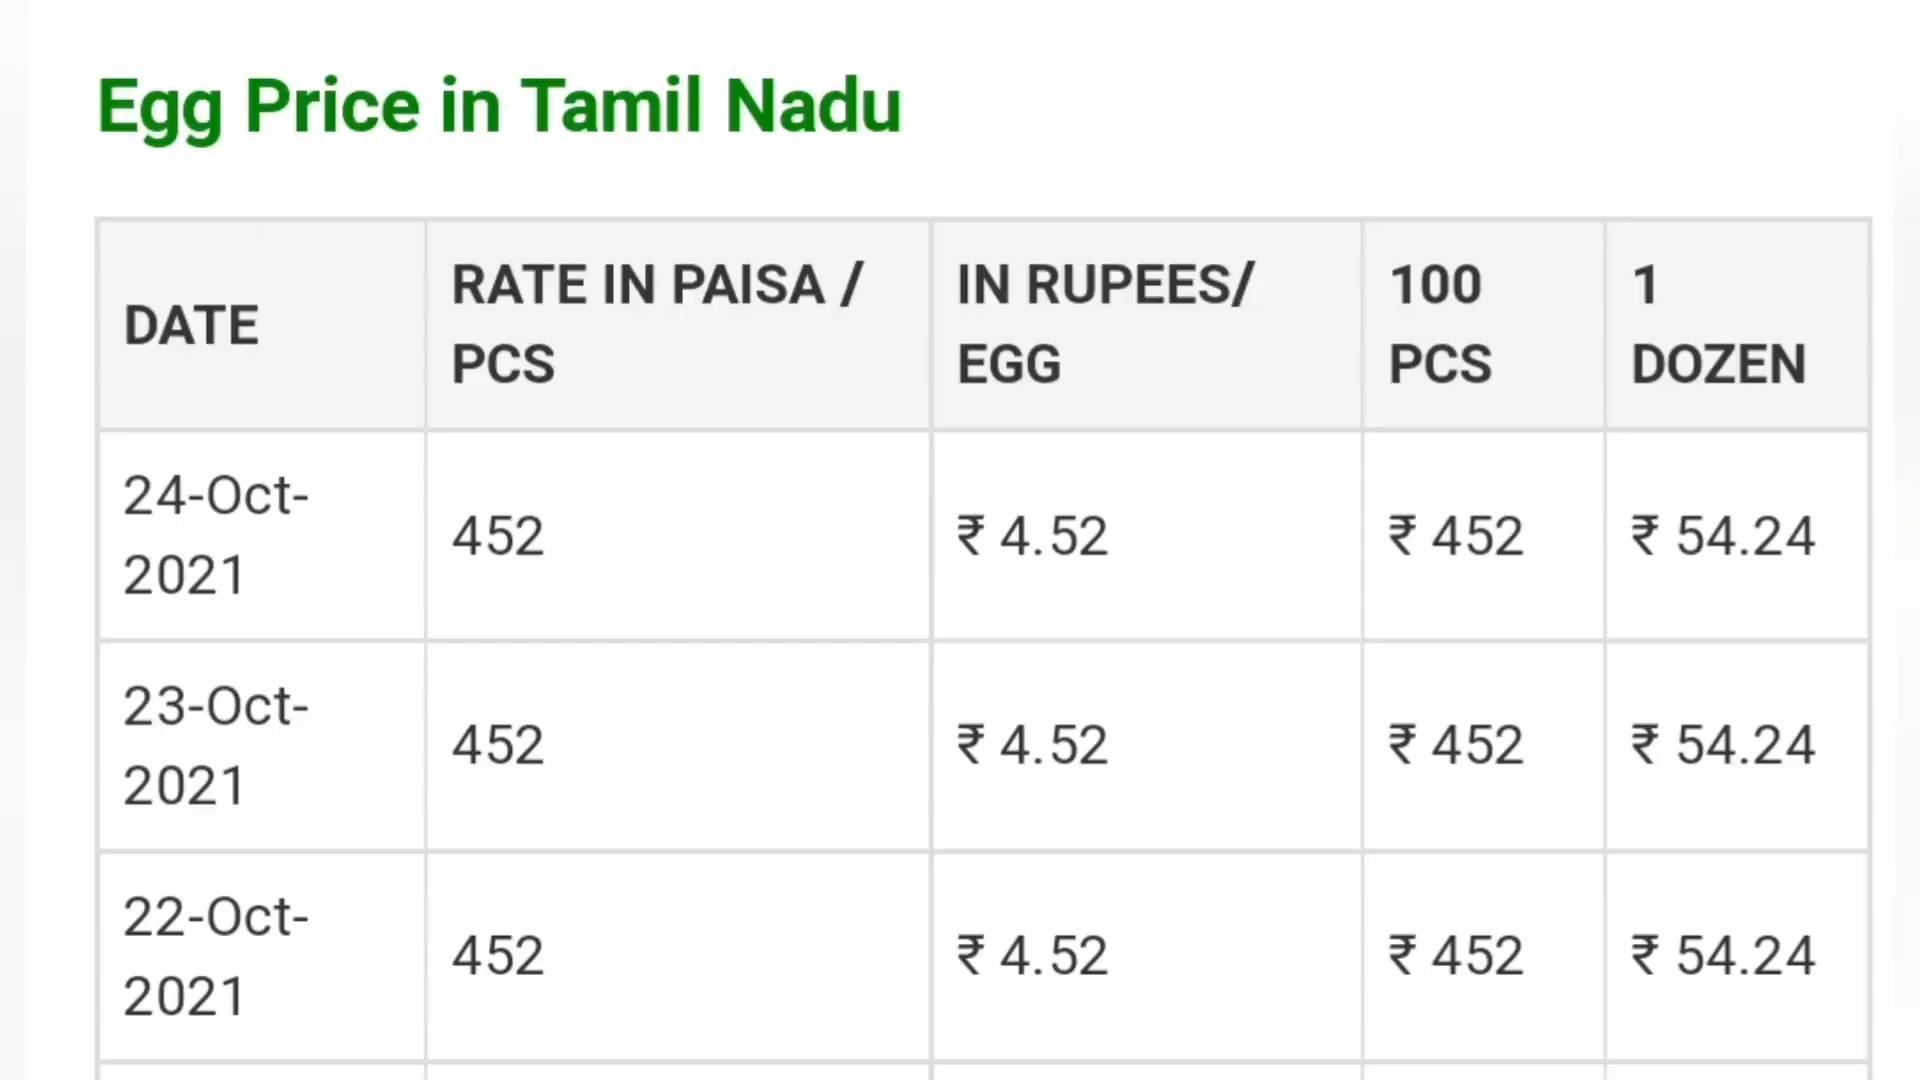 Egg Price in Tamil Nadu
DATE
RATE IN PAISA /
PCS
IN RUPEES/
EGG
100
PCS
1
DOZEN
24-Oct-
2021
452
₹ 4.52
₹ 452
₹ 54.24
23-Oct-
2021
452
₹ 4.52
₹ 452
₹ 54.24
22-Oct-
2021
452
₹ 4.52
₹ 452
₹ 54.24